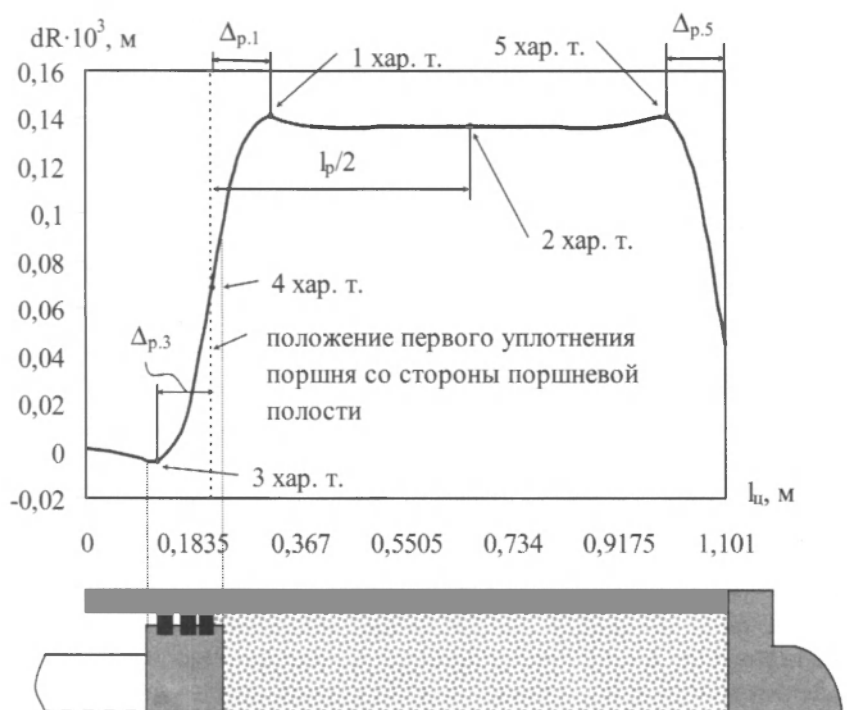 dR·10³, м
Δр.1
1 хар. т.
5 хар. т.
Δр.5
0,16
0,14
0,12
0,1
0,08
0,06
0,04
0,02
0
-0,02
lр/2
2 хар. т.
4 хар. т.
Δр.3
положение первого уплотнения
поршня со стороны поршневой
полости
3 хар. т.
lц, м
0 0,1835 0,367 0,5505 0,734 0,9175 1,101